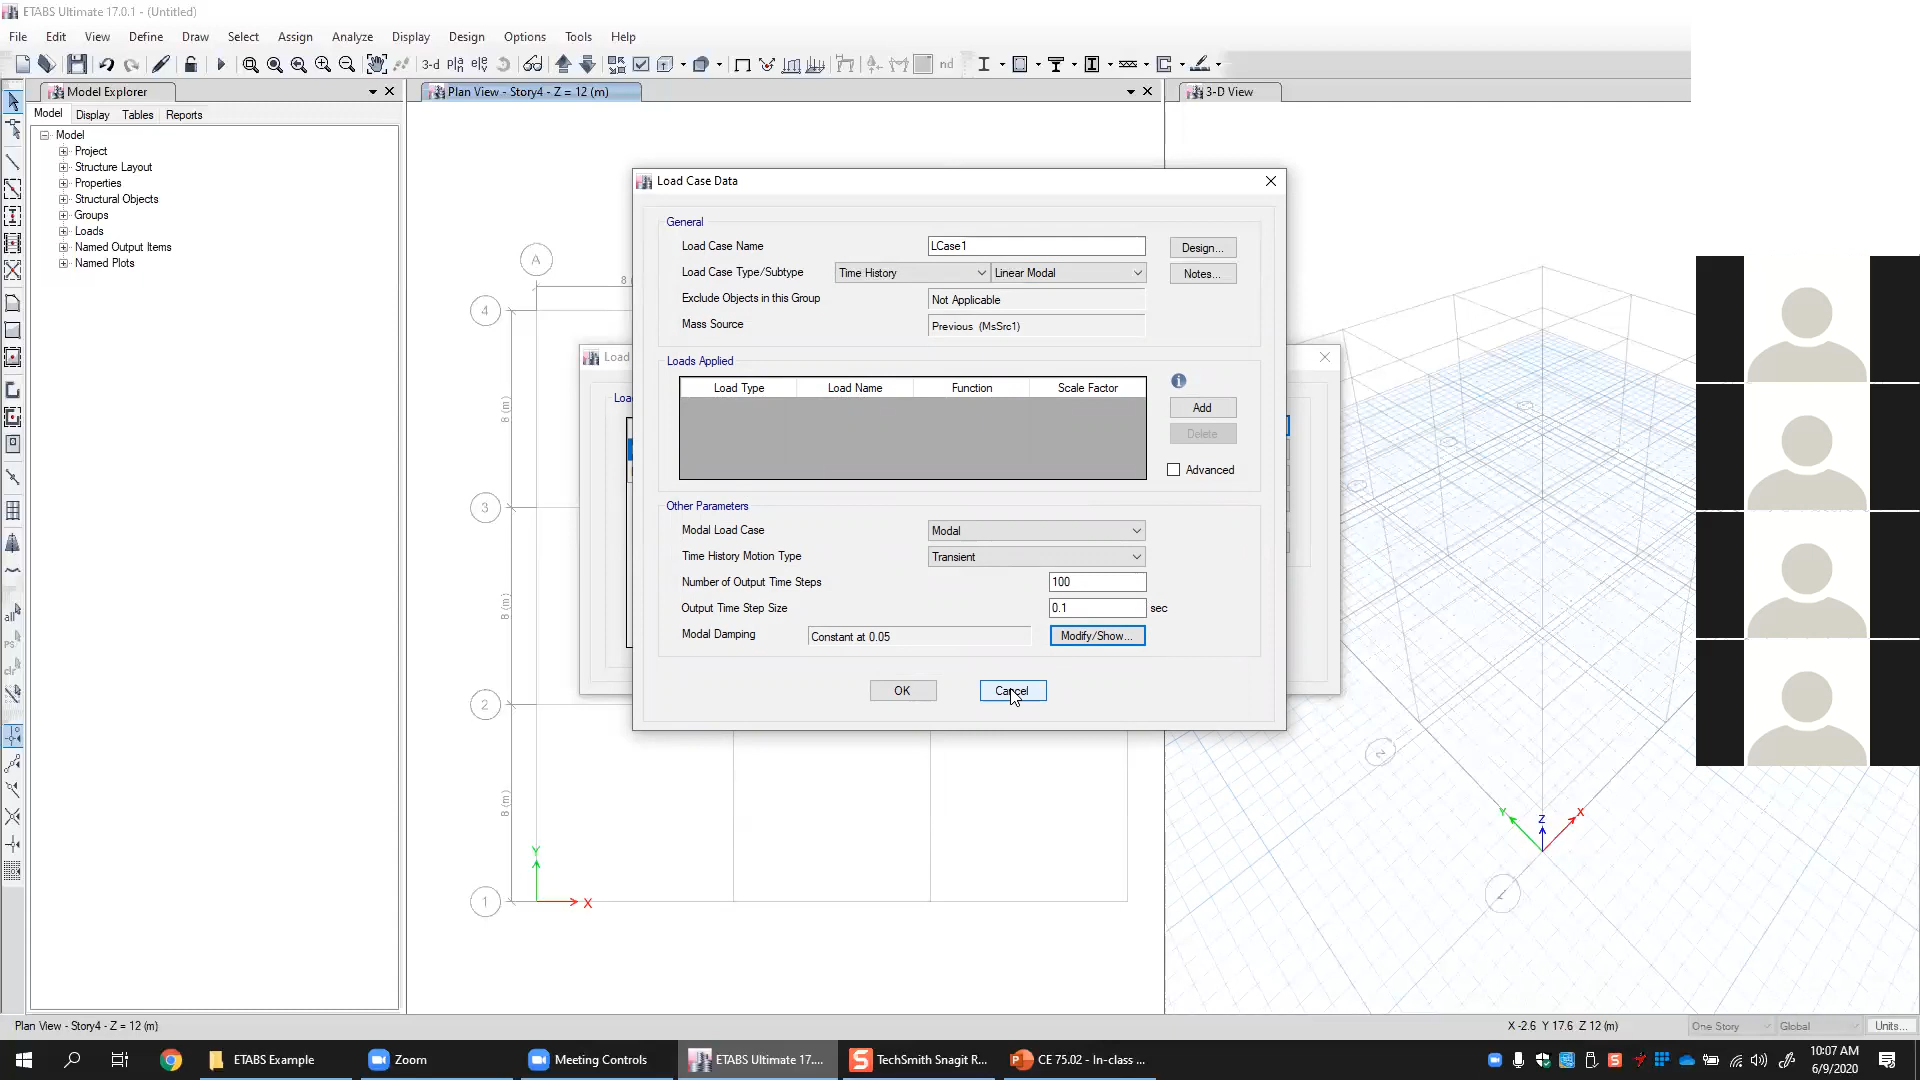 ETABS Ultimate 17.0.1 - (Untitled)
File Edit View Define Draw Select Assign Analyze Display Design Options Tools Help
3-d nd
Model Explorer
Plan View - Story4 - Z = 12 (m)
3-D View
Model Display Tables Reports
Model
Project
Structure Layout
Properties
Structural Objects
Groups
Loads
Named Output Items
Named Plots
A
8
4
8 (m)
3
8 (m)
2
8 (m)
1
Y
X
Load
Load Case Data
General
Load Case Name LCase1 Design...
Load Case Type/Subtype Time History Linear Modal Notes...
Exclude Objects in this Group Not Applicable
Mass Source Previous (MsSrc1)
Loads Applied
Load Type Load Name Function Scale Factor
Add
Delete
Advanced
Other Parameters
Modal Load Case Modal
Time History Motion Type Transient
Number of Output Time Steps 100
Output Time Step Size 0.1 sec
Modal Damping Constant at 0.05 Modify/Show...
OK Cancel
Y Z X
Plan View - Story4 - Z = 12 (m)
X -2.6 Y 17.6 Z 12 (m) One Story Global Units...
ETABS Example Zoom Meeting Controls ETABS Ultimate 17.... TechSmith Snagit R... CE 75.02 - In-class ...
10:07 AM
6/9/2020